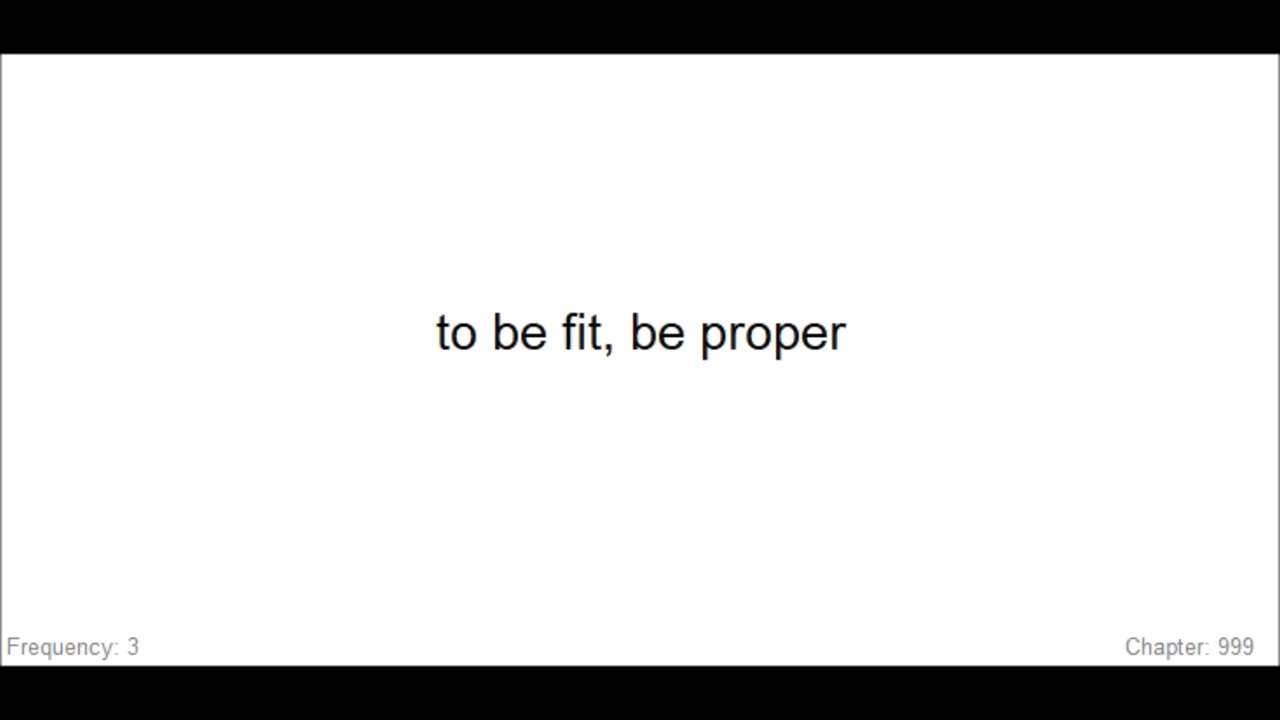 to be fit, be proper
Frequency: 3
Chapter: 999